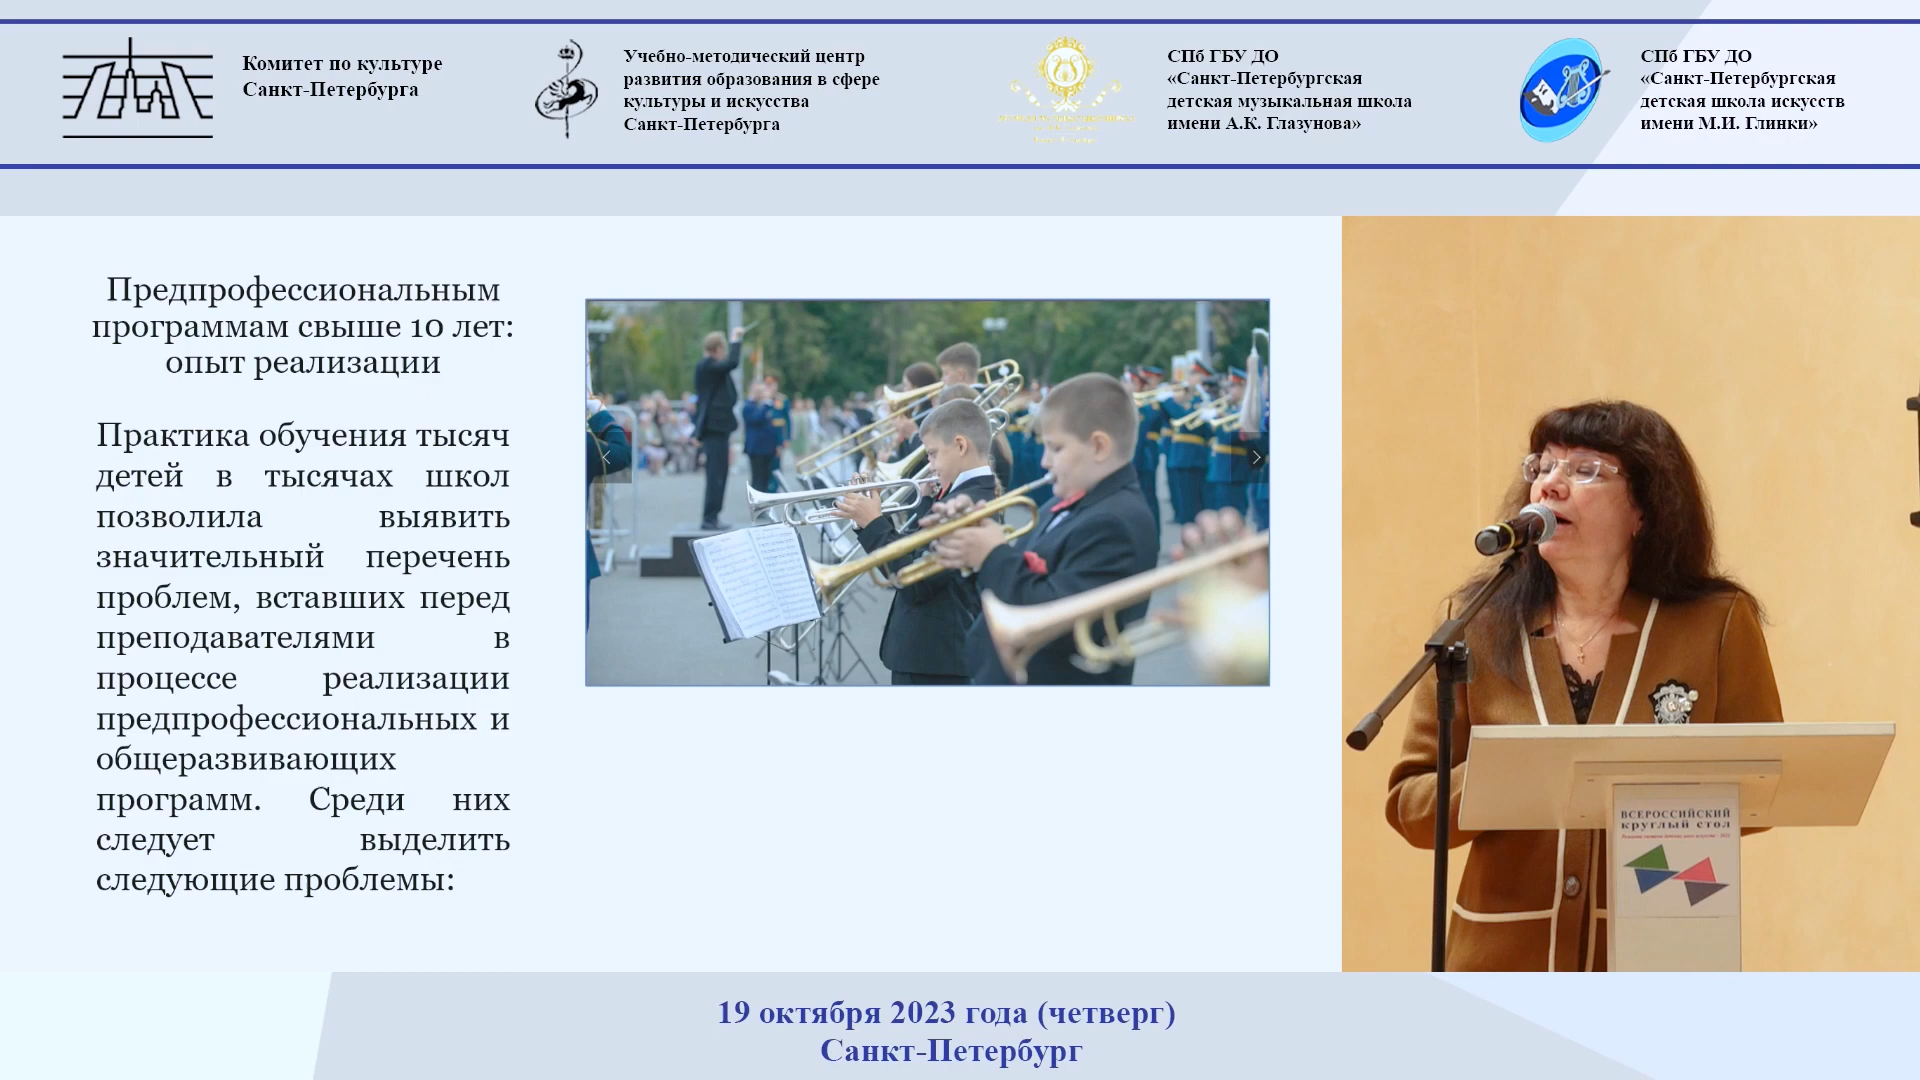 Комитет по культуре
Санкт-Петербурга
Учебно-методический центр
развития образования в сфере
культуры и искусства
Санкт-Петербурга
СПб ГБУ ДО
«Санкт-Петербургская
детская музыкальная школа
имени А.К. Глазунова»
СПб ГБУ ДО
«Санкт-Петербургская
детская школа искусств
имени М.И. Глинки»
Предпрофессиональным
программам свыше 10 лет:
опыт реализации
Практика обучения тысяч
детей в тысячах школ
позволила выявить
значительный перечень
проблем, вставших перед
преподавателями в
процессе реализации
предпрофессиональных и
общеразвивающих
программ. Среди них
следует выделить
следующие проблемы:
ВСЕРОССИЙСКИЙ
круглый стол
19 октября 2023 года (четверг)
Санкт-Петербург